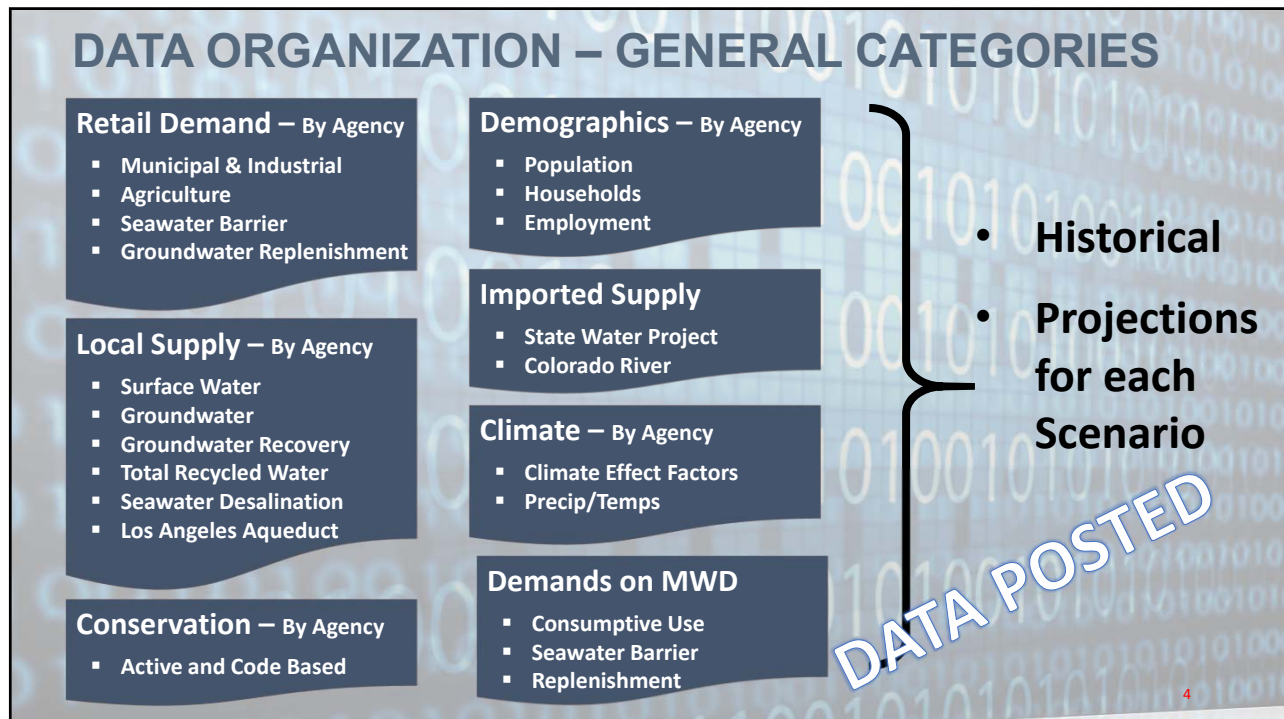 DATA ORGANIZATION – GENERAL CATEGORIES
Retail Demand – By Agency
▪ Municipal & Industrial
▪ Agriculture
▪ Seawater Barrier
▪ Groundwater Replenishment
Local Supply – By Agency
▪ Surface Water
▪ Groundwater
▪ Groundwater Recovery
▪ Total Recycled Water
▪ Seawater Desalination
▪ Los Angeles Aqueduct
Conservation – By Agency
▪ Active and Code Based
Demographics – By Agency
▪ Population
▪ Households
▪ Employment
Imported Supply
▪ State Water Project
▪ Colorado River
Climate – By Agency
▪ Climate Effect Factors
▪ Precip/Temps
Demands on MWD
▪ Consumptive Use
▪ Seawater Barrier
▪ Replenishment
• Historical
• Projections
for each
Scenario
DATA POSTED
4